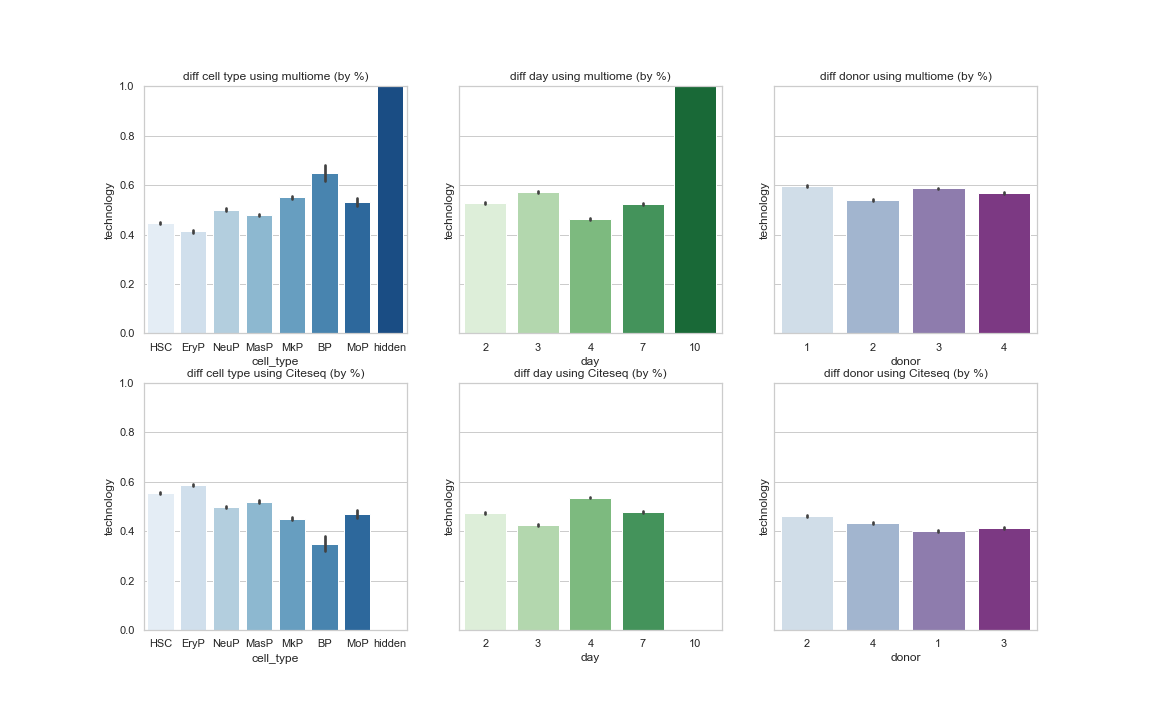 diff cell type using multiome (by %)
diff day using multiome (by %)
diff donor using multiome (by %)
technology
1.0
0.8
0.6
0.4
0.2
0.0
HSC EryP NeuP MasP MkP BP MoP hidden
cell_type
technology
2 3 4 7 10
day
technology
1 2 3 4
donor
diff cell type using Citeseq (by %)
diff day using Citeseq (by %)
diff donor using Citeseq (by %)
technology
1.0
0.8
0.6
0.4
0.2
0.0
HSC EryP NeuP MasP MkP BP MoP hidden
cell_type
technology
2 3 4 7 10
day
technology
2 4 1 3
donor